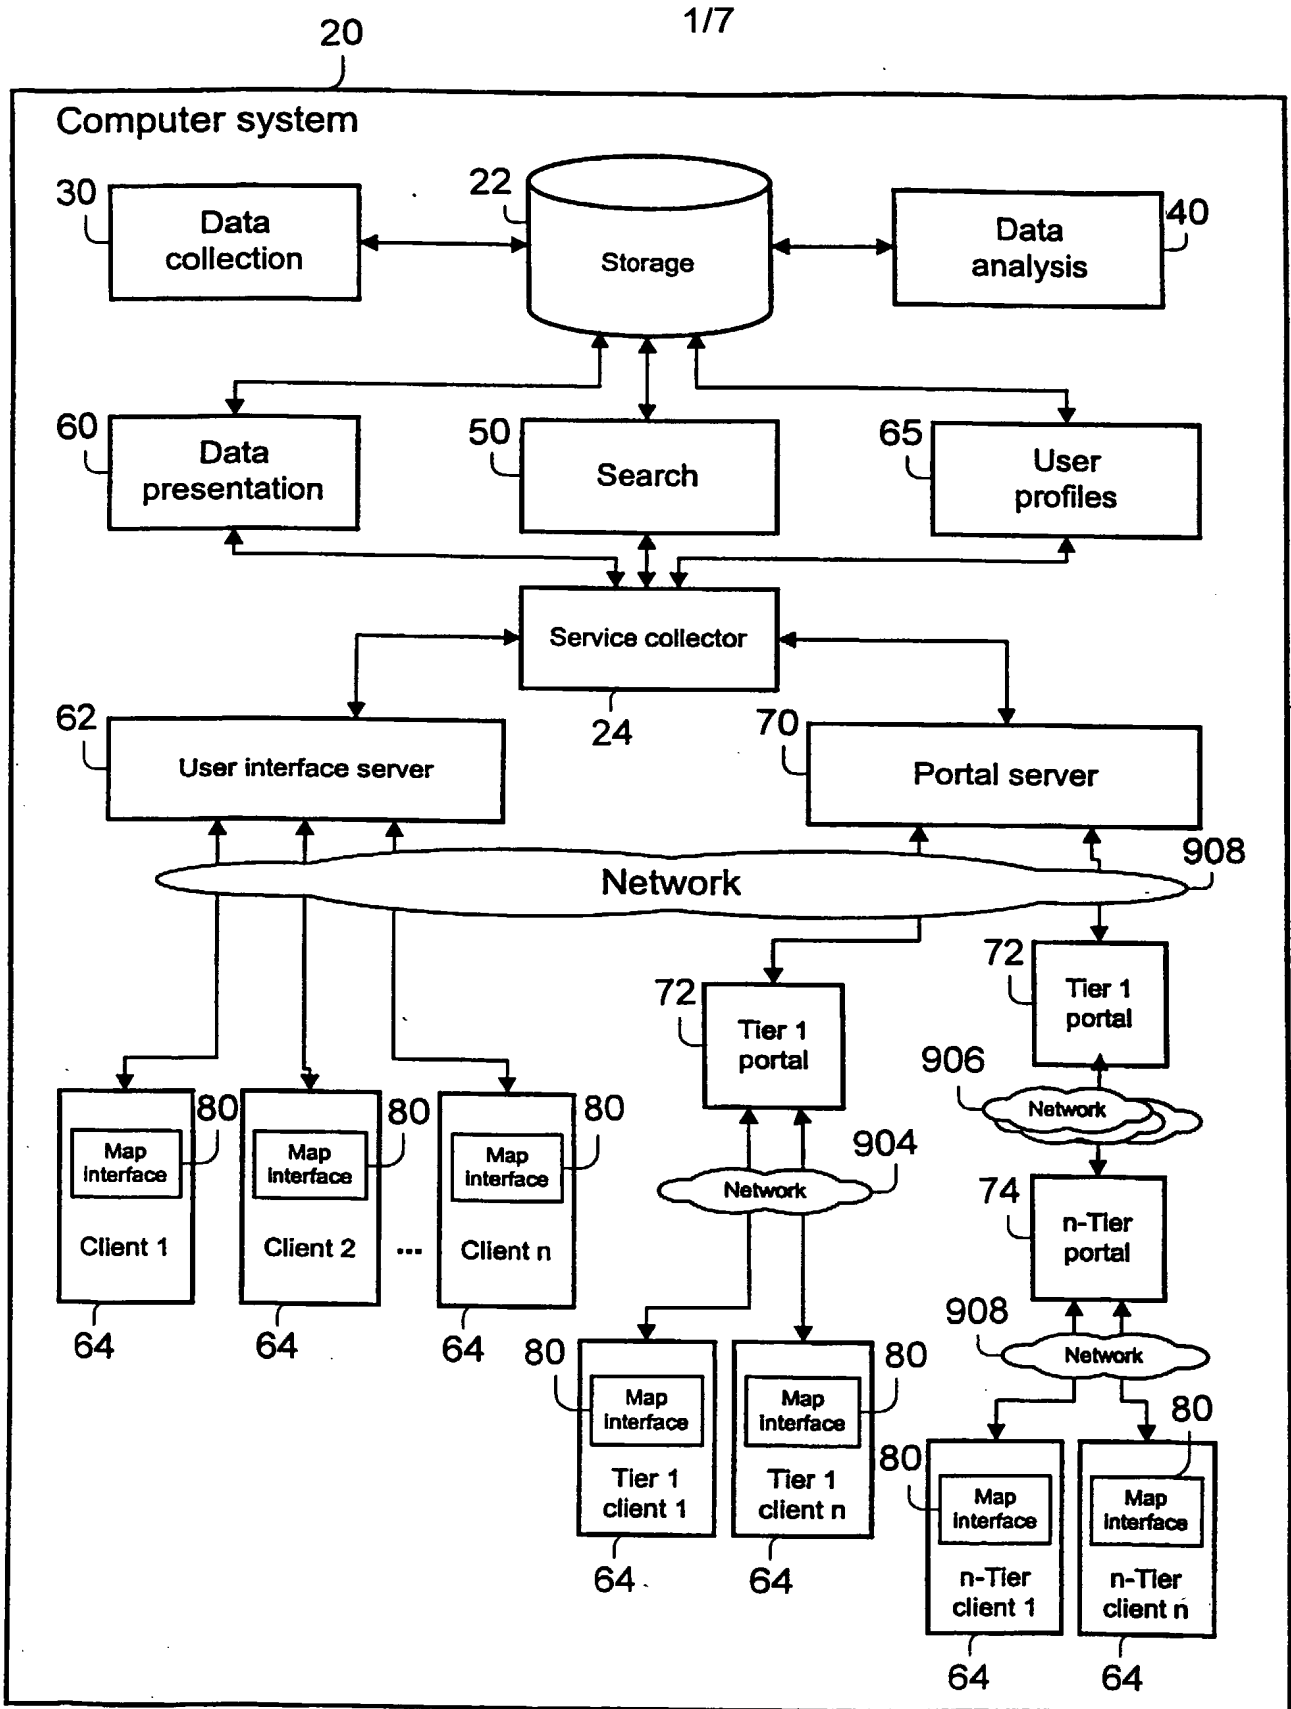 1/7
20
Computer system
30
Data
collection
22
Storage
40
Data
analysis
60
Data
presentation
50
Search
65
User
profiles
Service collector
24
62
User interface server
70
Portal server
Network
908
72
Tier 1
portal
72
Tier 1
portal
906
Network
80
Map
interface
Client 1
64
80
Map
interface
Client 2
64
...
80
Map
interface
Client n
64
904
Network
74
n-Tier
portal
908
Network
80
Map
interface
Tier 1
client 1
64
80
Map
interface
Tier 1
client n
64
80
Map
interface
n-Tier
client 1
64
80
Map
interface
n-Tier
client n
64